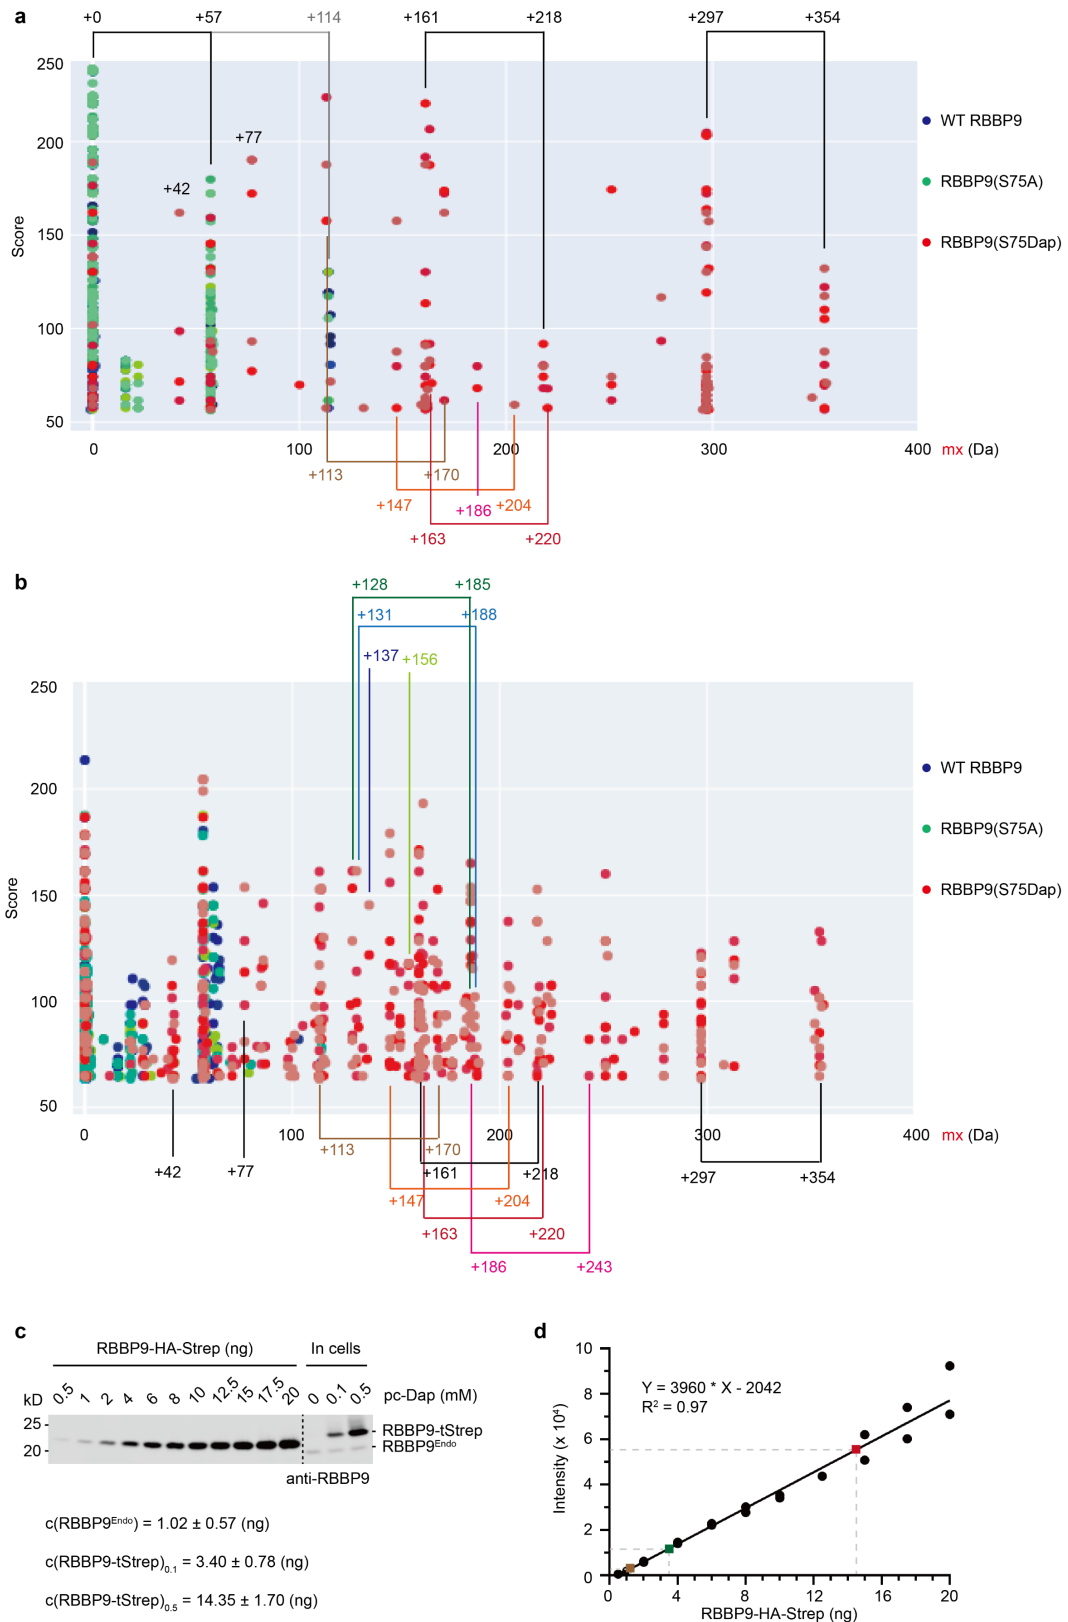 a
+0 +57 +114 +161 +218 +297 +354
250
200
150
100
50
Score
+77
+42
WT RBBP9
RBBP9(S75A)
RBBP9(S75Dap)
0 100 200 300 400 mx (Da)
+113 +170
+147 +186 +204
+163 +220
b
+128 +185
+131 +188
+137 +156
250
200
150
100
50
Score
WT RBBP9
RBBP9(S75A)
RBBP9(S75Dap)
0 100 200 300 400 mx (Da)
+113 +170
+42 +77 +161 +218 +297 +354
+147 +204
+163 +220
+186 +243
c
RBBP9-HA-Strep (ng) In cells
kD 0.5 1 2 4 6 8 10 12.5 15 17.5 20 0 0.1 0.5 pc-Dap (mM)
25
20
RBBP9-tStrep
RBBP9Endo
anti-RBBP9
c(RBBP9Endo) = 1.02 ± 0.57 (ng)
c(RBBP9-tStrep)0.1 = 3.40 ± 0.78 (ng)
c(RBBP9-tStrep)0.5 = 14.35 ± 1.70 (ng)
d
10
8
6
4
2
0
Intensity (x 10⁴)
Y = 3960 * X - 2042
R² = 0.97
0 4 8 12 16 20
RBBP9-HA-Strep (ng)